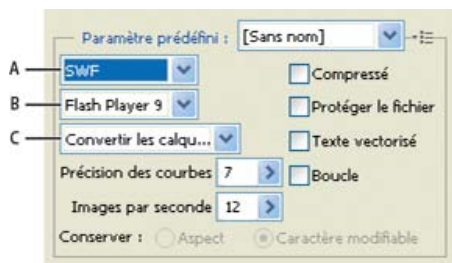 Paramètre prédéfini : [Sans nom]
A SWF Compressé
B Flash Player 9 Protéger le fichier
C Convertir les calqu... Texte vectorisé
Précision des courbes 7 Boucle
Images par seconde 12
Conserver : Aspect Caractère modifiable